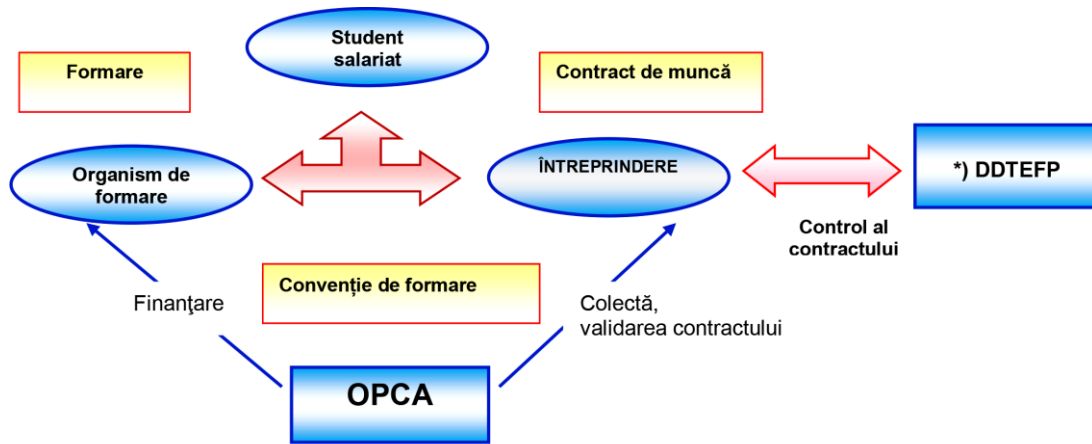 Student
salariat
Formare
Contract de muncă
Organism de
formare
ÎNTREPRINDERE
*) DDTEFP
Control al
contractului
Convenție de formare
Finanţare
Colectă,
validarea contractului
OPCA